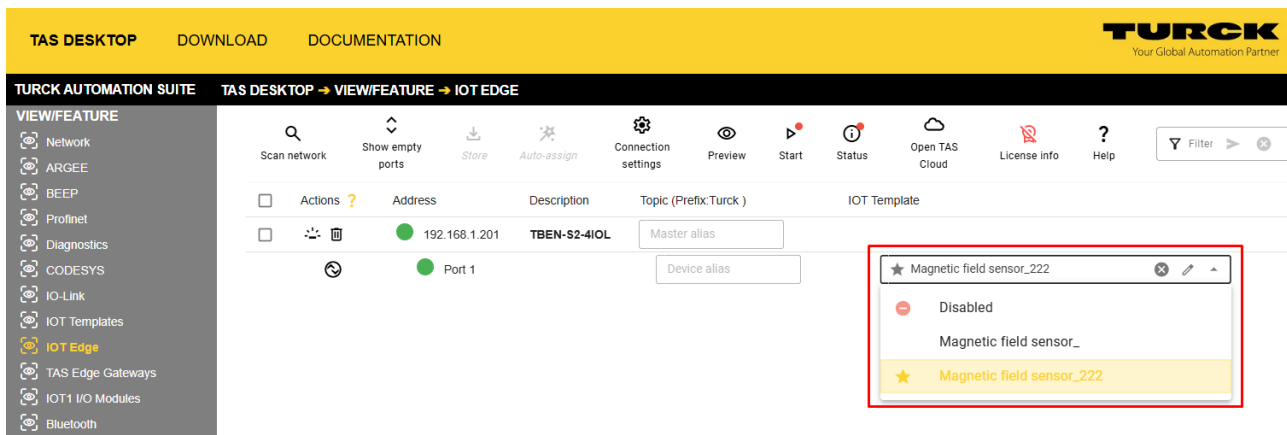 TAS DESKTOP DOWNLOAD DOCUMENTATION
TURCK
Your Global Automation Partner
TURCK AUTOMATION SUITE TAS DESKTOP ➔ VIEW/FEATURE ➔ IOT EDGE
VIEW/FEATURE
Network
ARGEE
BEEP
Profinet
Diagnostics
CODESYS
IO-Link
IOT Templates
IOT Edge
TAS Edge Gateways
IOT1 I/O Modules
Bluetooth
Scan network
Show empty
ports
Store
Auto-assign
Connection
settings
Preview
Start
Status
Open TAS
Cloud
License info
? Help
Filter
Actions ? Address Description Topic (Prefix:Turck ) IOT Template
192.168.1.201 TBEN-S2-4IOL Master alias
Port 1 Device alias Magnetic field sensor_222
Disabled
Magnetic field sensor_
Magnetic field sensor_222